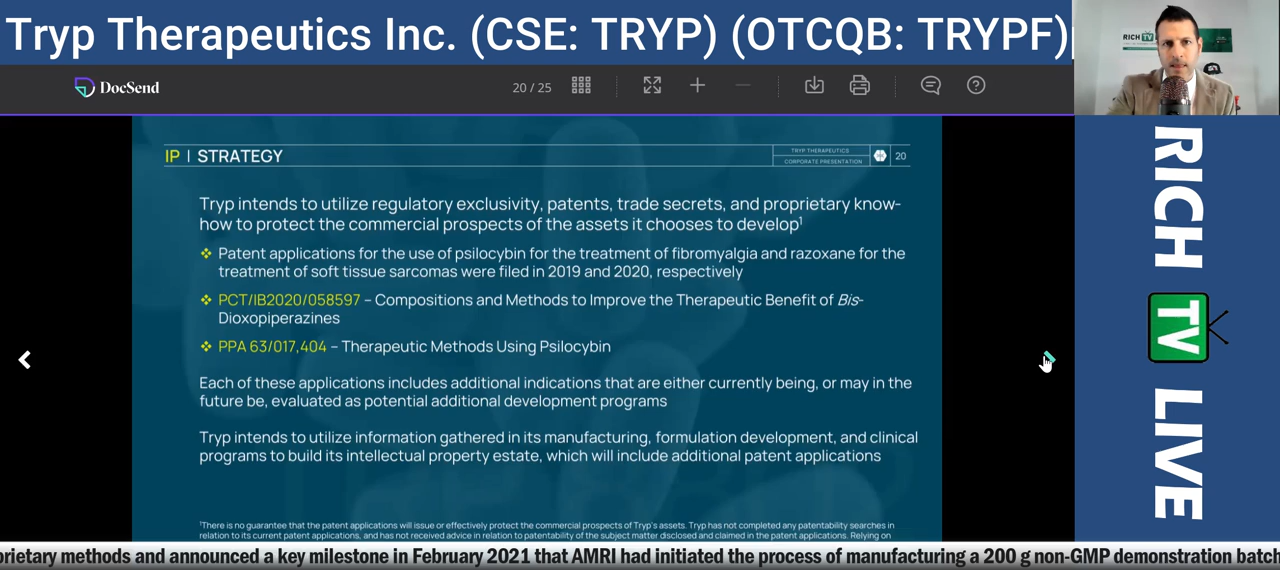 Tryp Therapeutics Inc. (CSE: TRYP) (OTCQB: TRYPF)
RICH TV
DocSend
20 / 25
IP | STRATEGY
TRYP THERAPEUTICS
CORPORATE PRESENTATION
20
Tryp intends to utilize regulatory exclusivity, patents, trade secrets, and proprietary know-
how to protect the commercial prospects of the assets it chooses to develop¹
❖ Patent applications for the use of psilocybin for the treatment of fibromyalgia and razoxane for the
treatment of soft tissue sarcomas were filed in 2019 and 2020, respectively
❖ PCT/IB2020/058597 – Compositions and Methods to Improve the Therapeutic Benefit of Bis-
Dioxopiperazines
❖ PPA 63/017,404 – Therapeutic Methods Using Psilocybin
Each of these applications includes additional indications that are either currently being, or may in the
future be, evaluated as potential additional development programs
Tryp intends to utilize information gathered in its manufacturing, formulation development, and clinical
programs to build its intellectual property estate, which will include additional patent applications
¹There is no guarantee that the patent applications will issue or effectively protect the commercial prospects of Tryp's assets. Tryp has not completed any patentability searches in
relation to its current patent applications, and has not received advice in relation to patentability of the subject matter disclosed and claimed in the patent applications. Relying on
RICH
TV
LIVE
prietary methods and announced a key milestone in February 2021 that AMRI had initiated the process of manufacturing a 200 g non-GMP demonstration batch